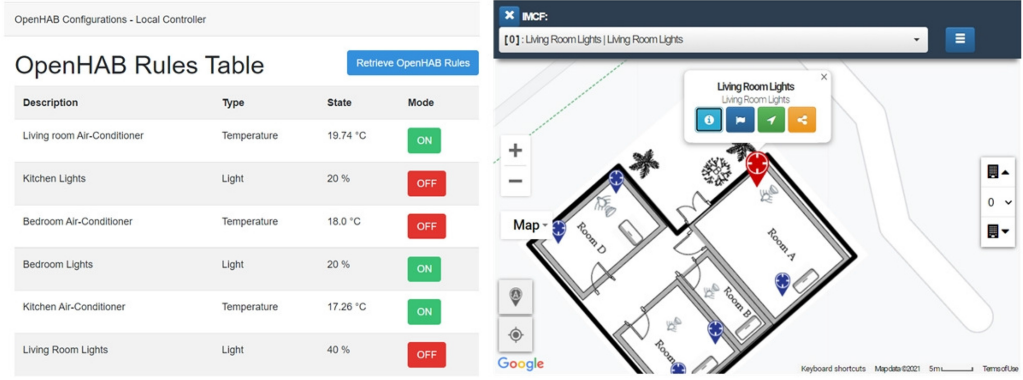 OpenHAB Configurations - Local Controller
OpenHAB Rules Table
Retrieve OpenHAB Rules
Description Type State Mode
Living room Air-Conditioner Temperature 19.74 °C ON
Kitchen Lights Light 20 % OFF
Bedroom Air-Conditioner Temperature 18.0 °C OFF
Bedroom Lights Light 20 % ON
Kitchen Air-Conditioner Temperature 17.26 °C ON
Living Room Lights Light 40 % OFF
IMCF:
[0] : Living Room Lights | Living Room Lights
Living Room Lights
Living Room Lights
Map
0
Room D
Room A
Room B
Room
Google
Keyboard shortcuts Map data ©2021 5m Terms of Use